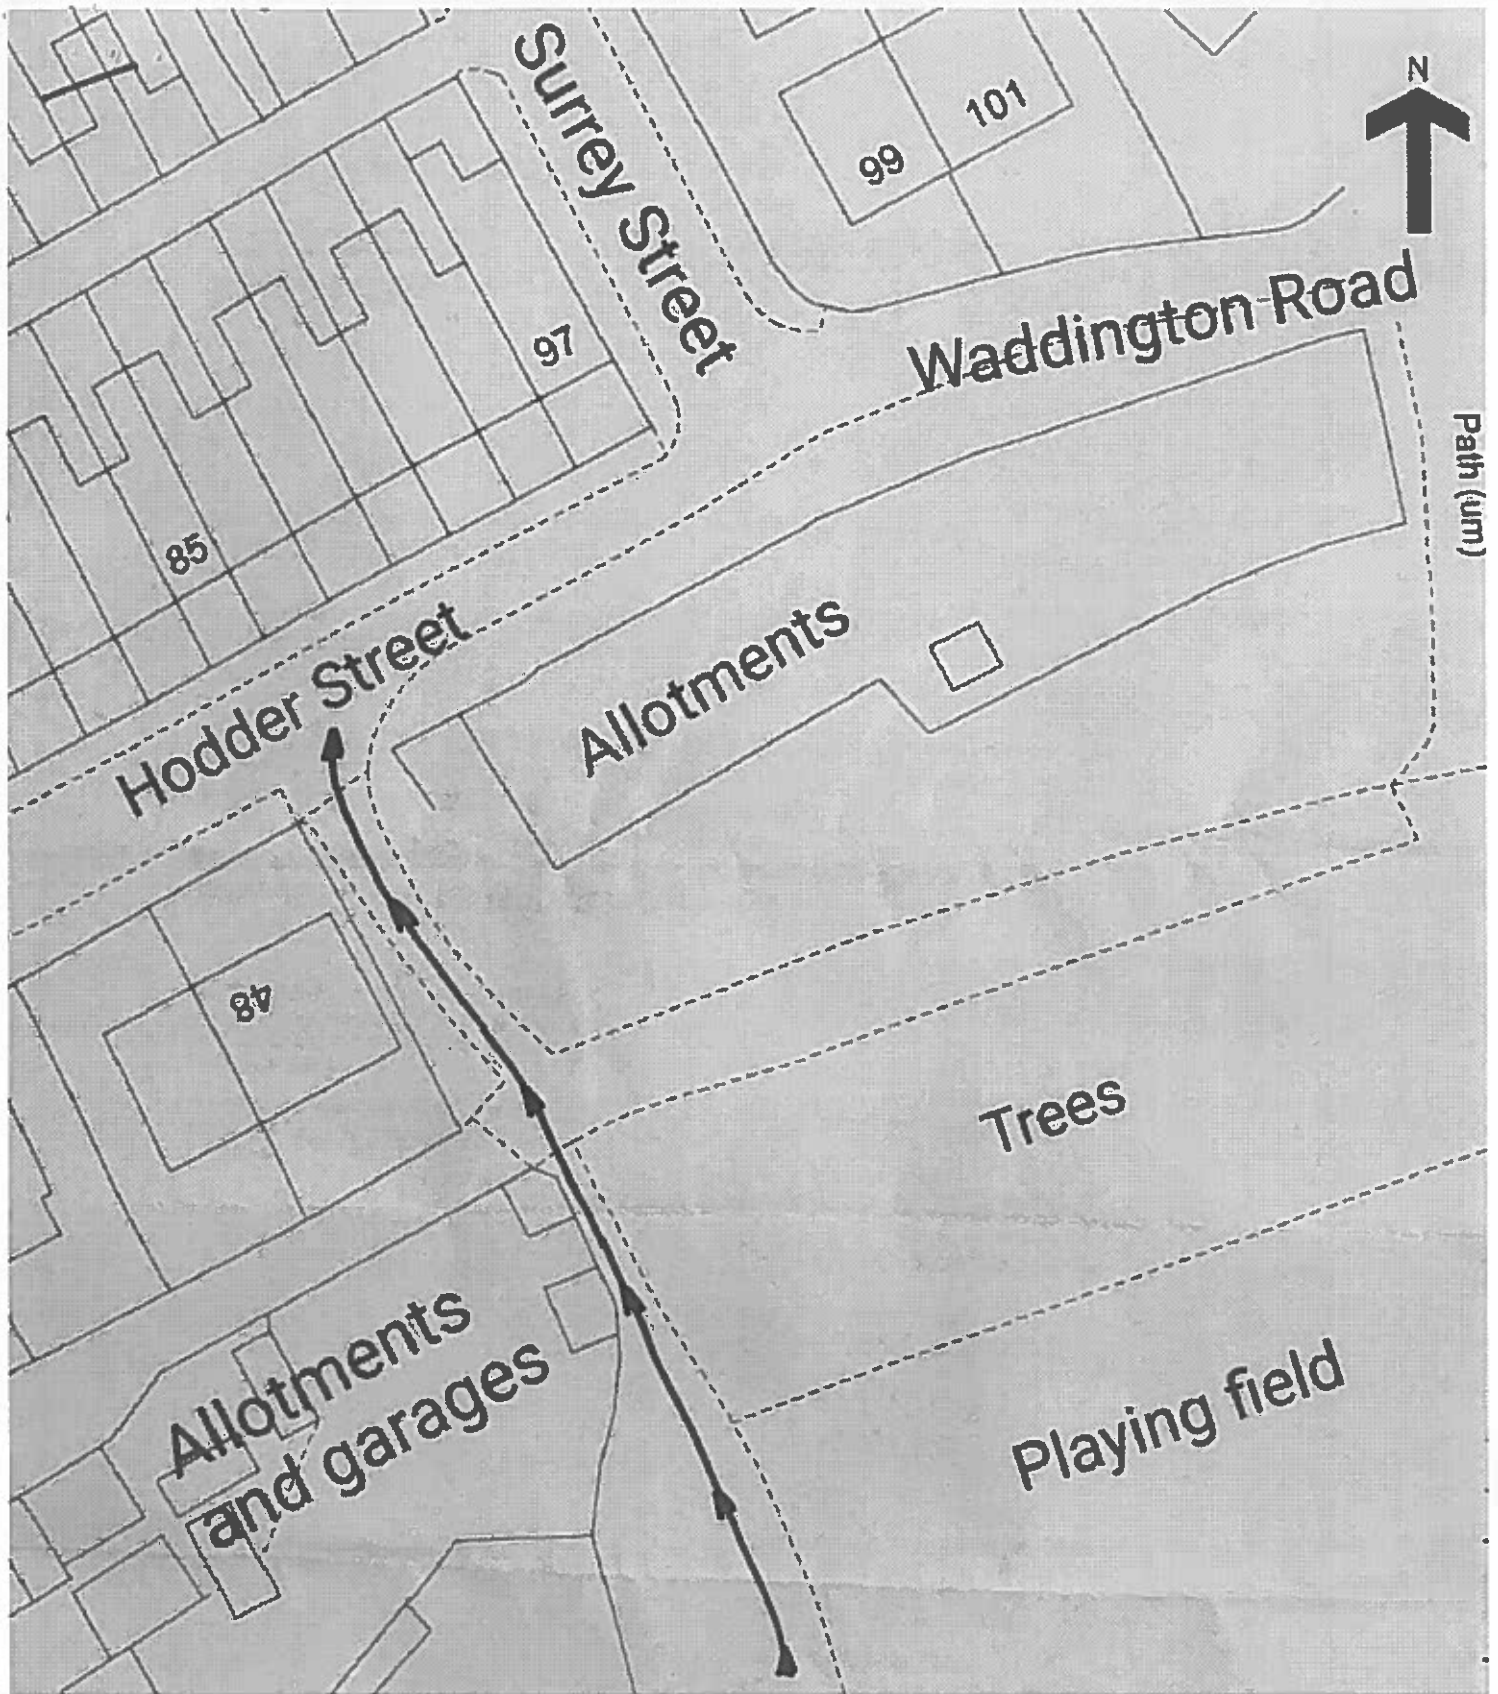 Surrey Street
N
101
99
Waddington Road
97
Path (um)
85
Hodder Street
Allotments
48
Trees
Allotments
and garages
Playing field